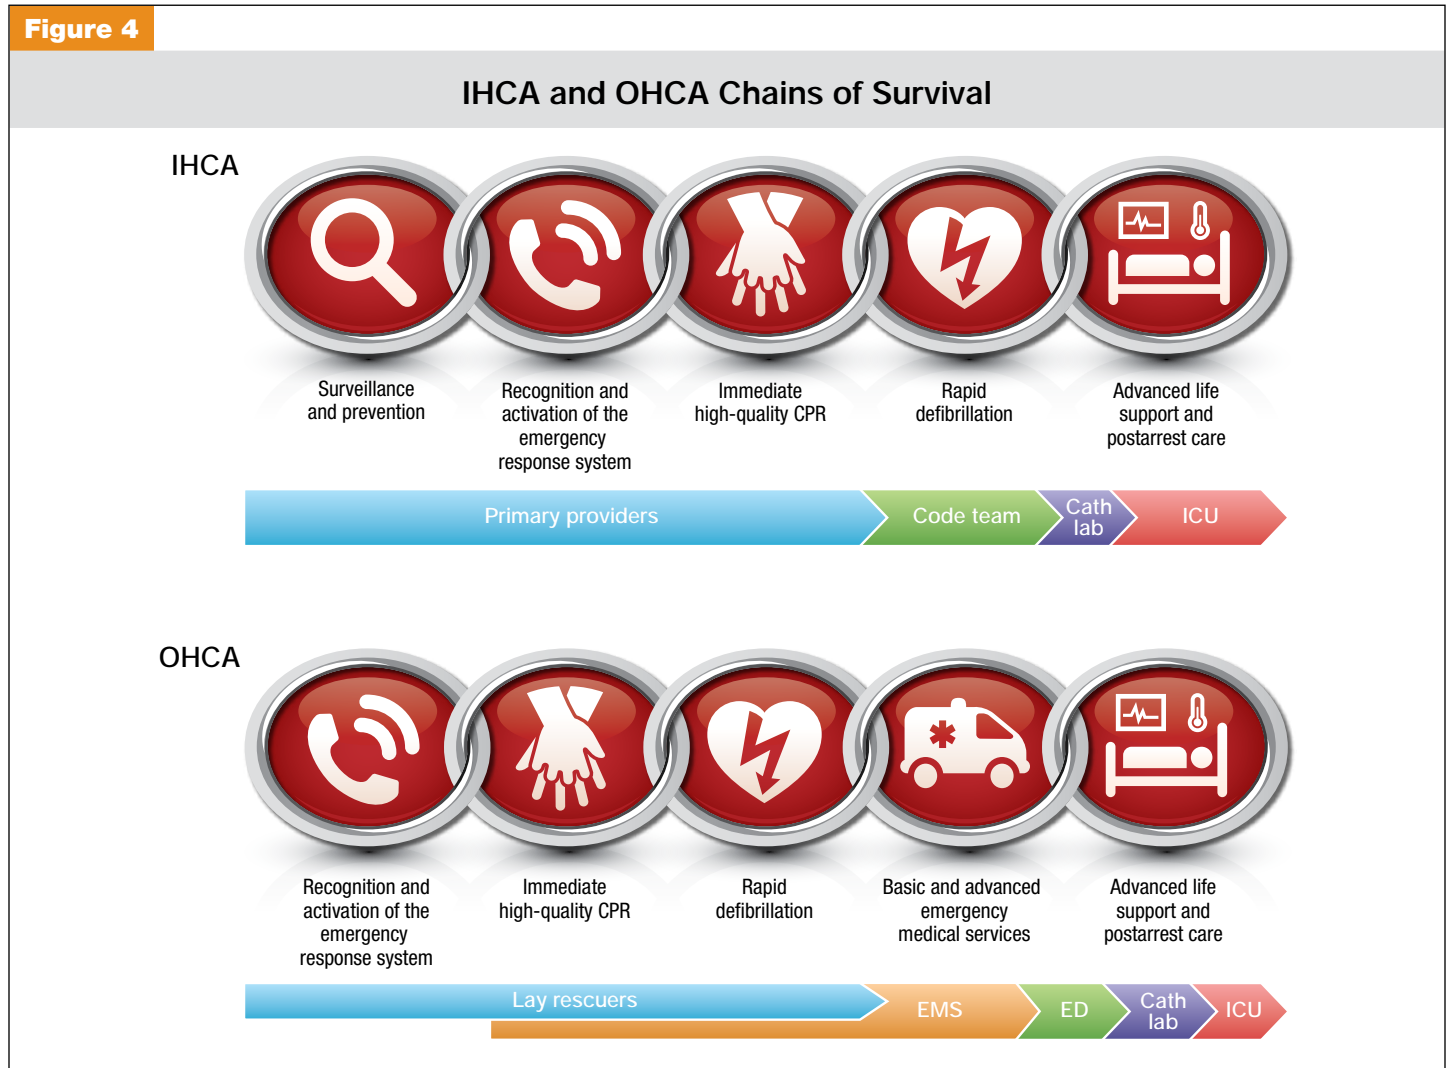 Figure 4
IHCA and OHCA Chains of Survival
IHCA
Surveillance
and prevention
Recognition and
activation of the
emergency
response system
Immediate
high-quality CPR
Rapid
defibrillation
Advanced life
support and
postarrest care
Primary providers
Code team
Cath
lab
ICU
OHCA
Recognition and
activation of the
emergency
response system
Immediate
high-quality CPR
Rapid
defibrillation
Basic and advanced
emergency
medical services
Advanced life
support and
postarrest care
Lay rescuers
EMS
ED
Cath
lab
ICU